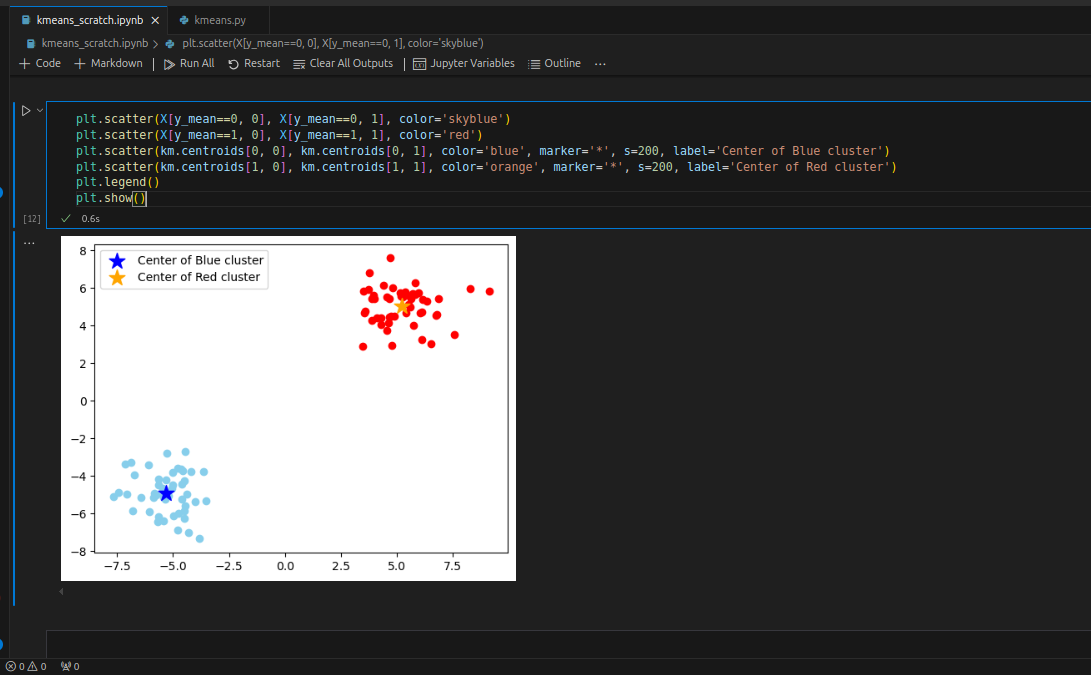 kmeans_scratch.ipynb kmeans.py
kmeans_scratch.ipynb > plt.scatter(X[y_mean==0, 0], X[y_mean==0, 1], color='skyblue')
+ Code + Markdown | Run All Restart Clear All Outputs | Jupyter Variables Outline ...
plt.scatter(X[y_mean==0, 0], X[y_mean==0, 1], color='skyblue')
plt.scatter(X[y_mean==1, 0], X[y_mean==1, 1], color='red')
plt.scatter(km.centroids[0, 0], km.centroids[0, 1], color='blue', marker='*', s=200, label='Center of Blue cluster')
plt.scatter(km.centroids[1, 0], km.centroids[1, 1], color='orange', marker='*', s=200, label='Center of Red cluster')
plt.legend()
plt.show()
[12] 0.6s
...
Center of Blue cluster
Center of Red cluster
8
6
4
2
0
−2
−4
−6
−8
−7.5 −5.0 −2.5 0.0 2.5 5.0 7.5
0 0 0